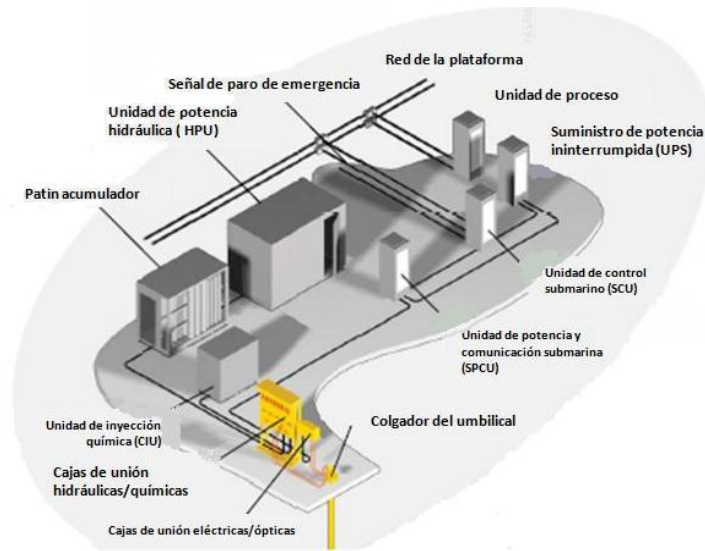 Red de la plataforma
Señal de paro de emergencia
Unidad de proceso
Unidad de potencia
hidráulica ( HPU)
Suministro de potencia
ininterrumpida (UPS)
Patin acumulador
Unidad de control
submarino (SCU)
Unidad de potencia y
comunicación submarina
(SPCU)
Unidad de inyección
química (CIU)
Colgador del umbilical
Cajas de unión
hidráulicas/químicas
Cajas de unión eléctricas/ópticas